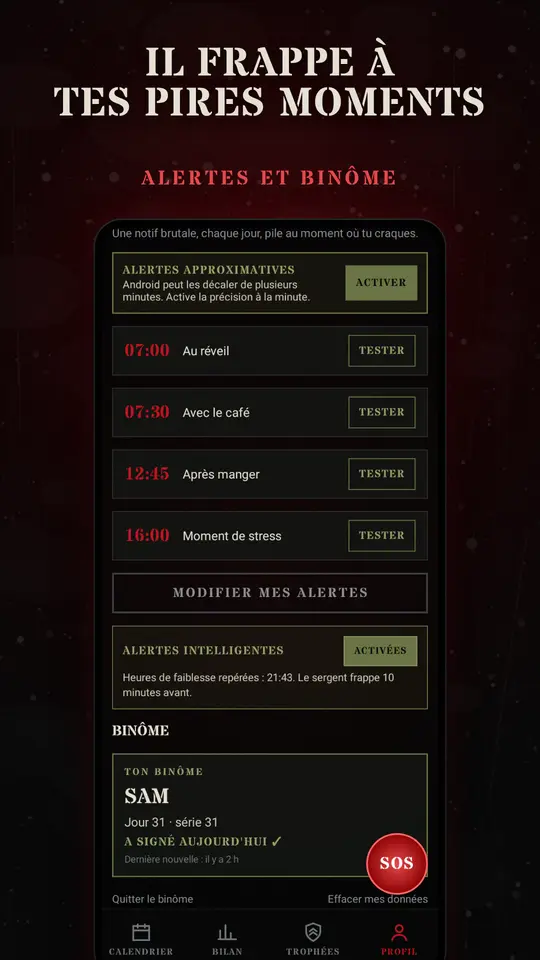 IL FRAPPE À
TES PIRES MOMENTS
ALERTES ET BINÔME
Une notif brutale, chaque jour, pile au moment où tu craques.
ALERTES APPROXIMATIVES
Android peut les décaler de plusieurs
minutes. Active la précision à la minute.
ACTIVER
07:00 Au réveil TESTER
07:30 Avec le café TESTER
12:45 Après manger TESTER
16:00 Moment de stress TESTER
MODIFIER MES ALERTES
ALERTES INTELLIGENTES ACTIVÉES
Heures de faiblesse repérées : 21:43. Le sergent frappe 10
minutes avant.
BINÔME
TON BINÔME
SAM
Jour 31 · série 31
A SIGNÉ AUJOURD'HUI ✓
Dernière nouvelle : il y a 2 h
SOS
Quitter le binôme Effacer mes données
CALENDRIER BILAN TROPHÉES PROFIL